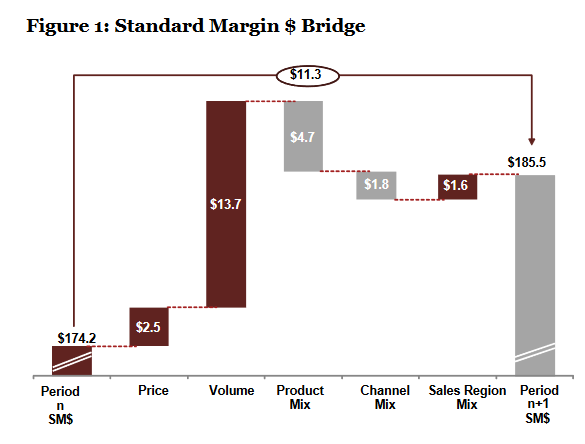 Figure 1: Standard Margin $ Bridge
$11.3
$185.5
$4.7
$1.8
$1.6
$13.7
$2.5
$174.2
Period n SM$
Price
Volume
Product Mix
Channel Mix
Sales Region Mix
Period n+1 SM$